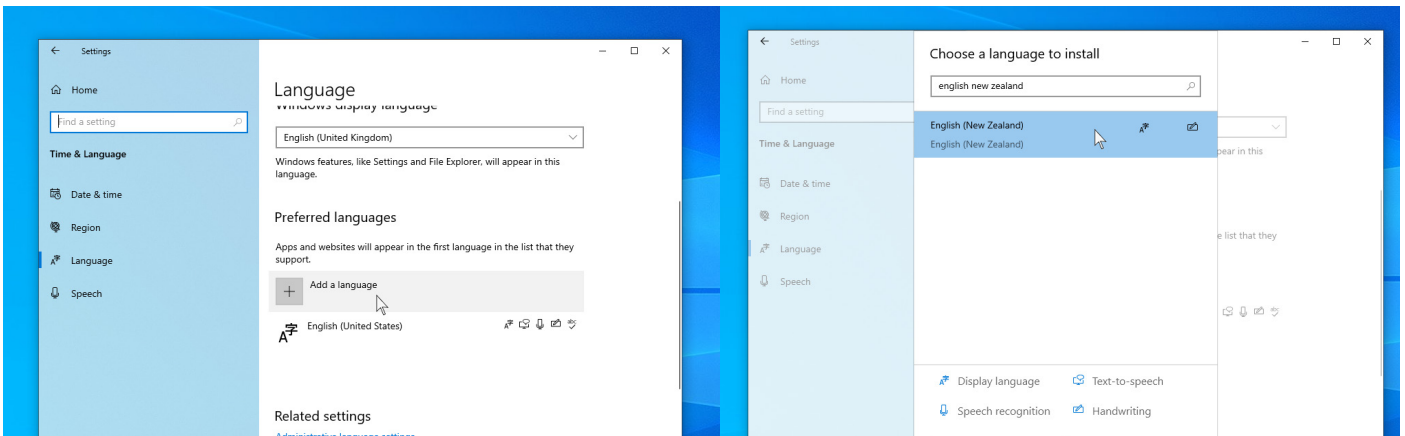 Settings
Home
Find a setting
Time & Language
Date & time
Region
Language
Speech
Language
Windows display language
English (United Kingdom)
Windows features, like Settings and File Explorer, will appear in this
language.
Preferred languages
Apps and websites will appear in the first language in the list that they
support.
Add a language
A字 English (United States)
Related settings
Administrative language settings
Settings
Home
Find a setting
Time & Language
Date & time
Region
Language
Speech
Choose a language to install
english new zealand
English (New Zealand)
English (New Zealand)
Display language
Text-to-speech
Speech recognition
Handwriting
pear in this
e list that they